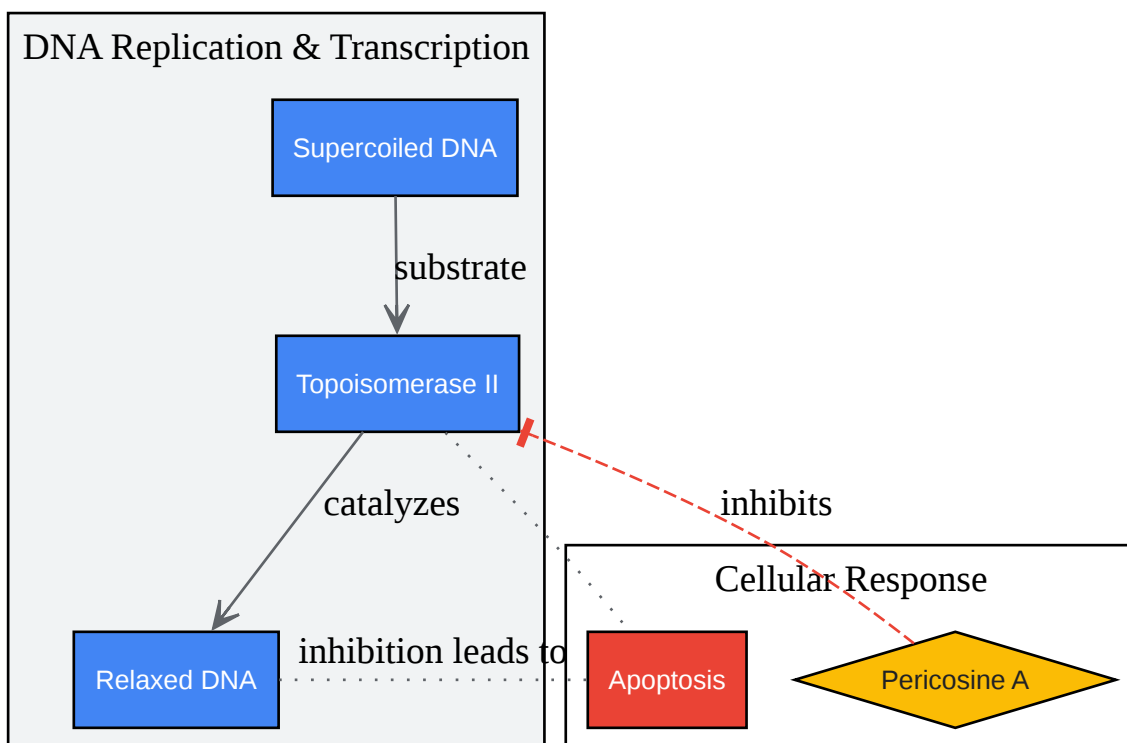 DNA Replication & Transcription
Supercoiled DNA
substrate
Topoisomerase II
catalyzes
inhibits
Cellular Response
Relaxed DNA
inhibition leads to
Apoptosis
Pericosine A